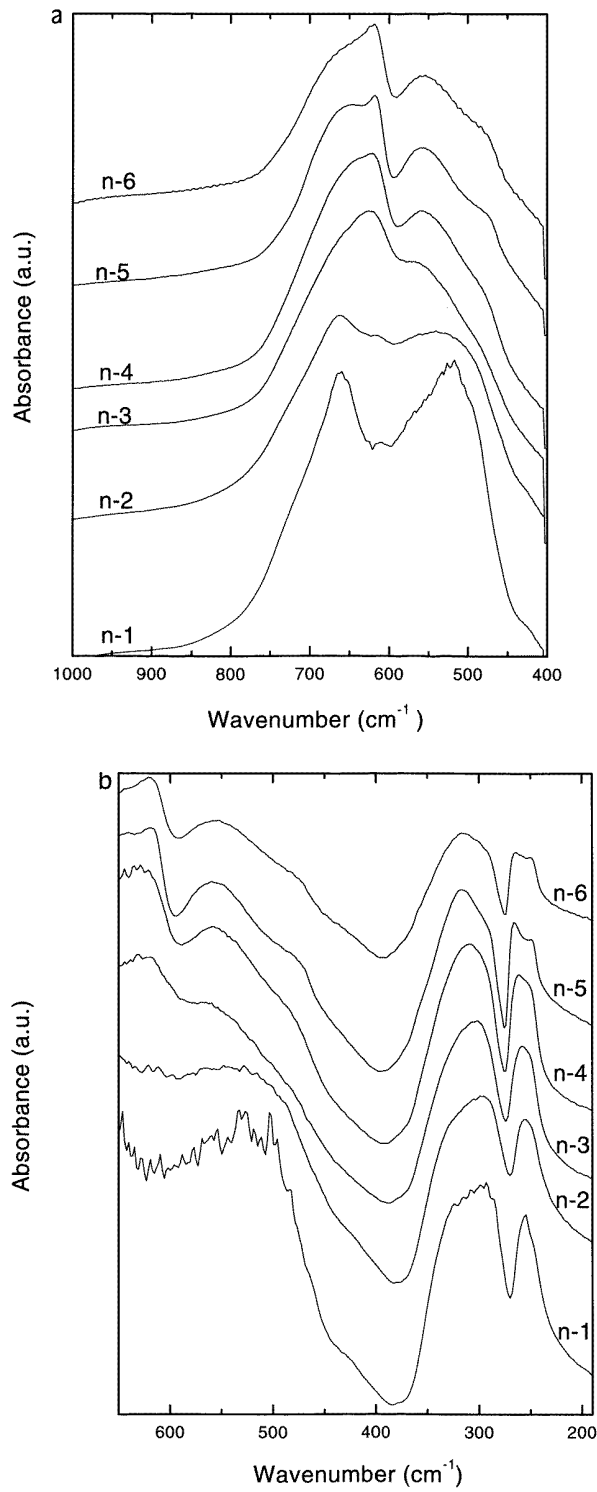 a
n-6
n-5
n-4
n-3
n-2
n-1
Absorbance (a.u.)
1000 900 800 700 600 500 400
Wavenumber (cm⁻¹ )
b
n-6
n-5
n-4
n-3
n-2
n-1
Absorbance (a.u.)
600 500 400 300 200
Wavenumber (cm⁻¹)